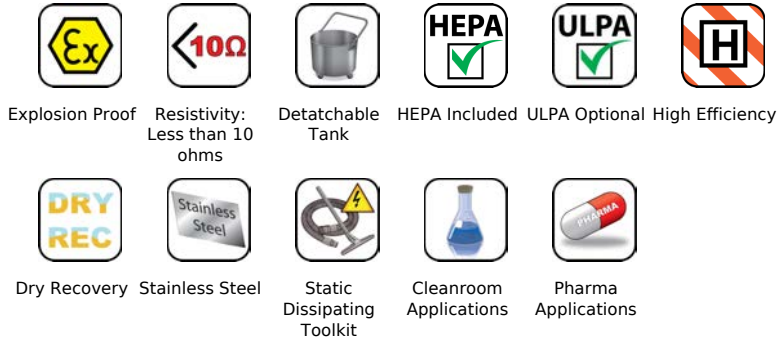 Ex
<10Ω
HEPA
ULPA
H
Explosion Proof
Resistivity:
Less than 10
ohms
Detatchable
Tank
HEPA Included
ULPA Optional
High Efficiency
DRY
REC
Stainless
Steel
PHARMA
Dry Recovery
Stainless Steel
Static
Dissipating
Toolkit
Cleanroom
Applications
Pharma
Applications